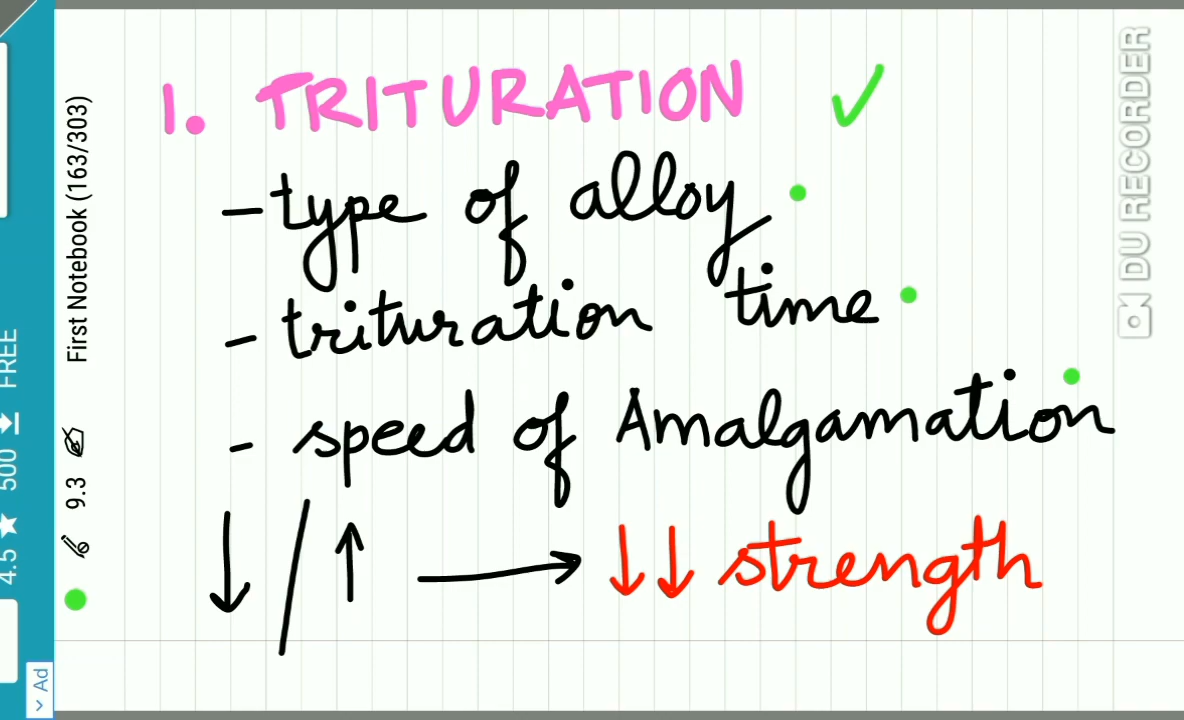 1. TRITURATION ✓
- type of alloy
- trituration time
- speed of Amalgamation
↓ / ↑ → ↓↓ strength
First Notebook (163/303)
9.3
4.5 ★ 500 FREE
Ad
DU RECORDER